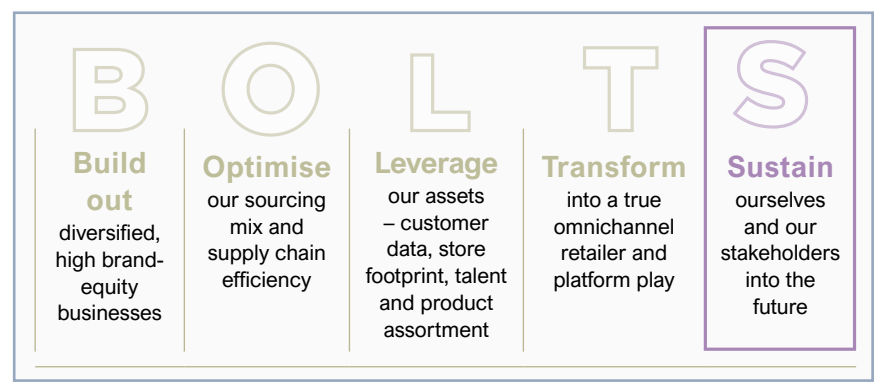 B
Build
out
diversified,
high brand-
equity
businesses
O
Optimise
our sourcing
mix and
supply chain
efficiency
L
Leverage
our assets
– customer
data, store
footprint, talent
and product
assortment
T
Transform
into a true
omnichannel
retailer and
platform play
S
Sustain
ourselves
and our
stakeholders
into the
future